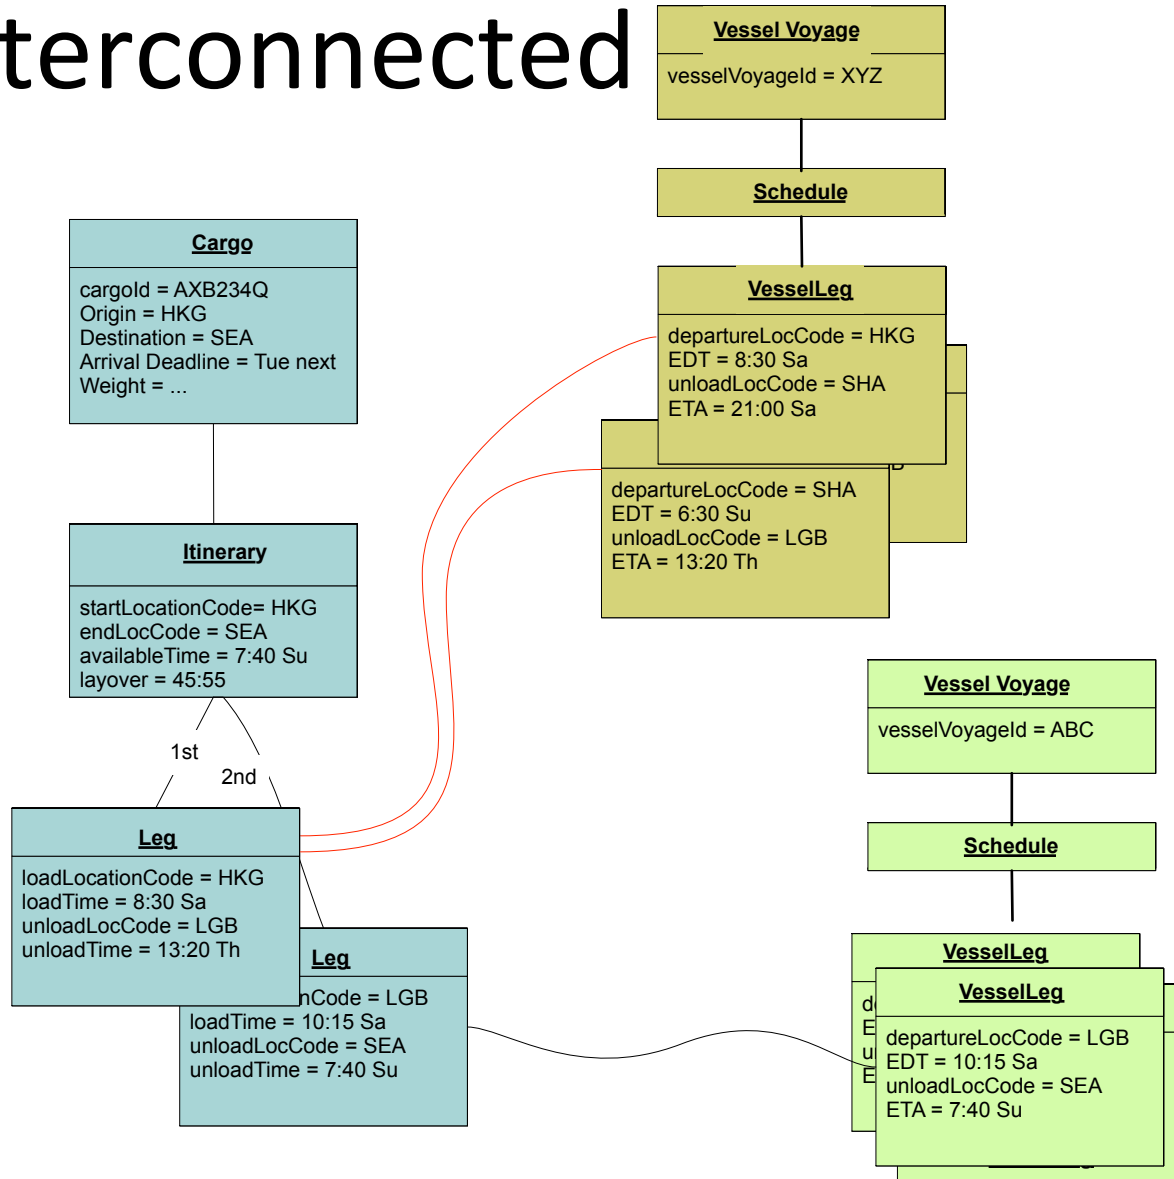 terconnected
Vessel Voyage
vesselVoyageId = XYZ
Schedule
VesselLeg
departureLocCode = HKG
EDT = 8:30 Sa
unloadLocCode = SHA
ETA = 21:00 Sa
departureLocCode = SHA
EDT = 6:30 Su
unloadLocCode = LGB
ETA = 13:20 Th
Cargo
cargoId = AXB234Q
Origin = HKG
Destination = SEA
Arrival Deadline = Tue next
Weight = ...
Itinerary
startLocationCode= HKG
endLocCode = SEA
availableTime = 7:40 Su
layover = 45:55
1st
2nd
Leg
loadLocationCode = HKG
loadTime = 8:30 Sa
unloadLocCode = LGB
unloadTime = 13:20 Th
Leg
nCode = LGB
loadTime = 10:15 Sa
unloadLocCode = SEA
unloadTime = 7:40 Su
Vessel Voyage
vesselVoyageId = ABC
Schedule
VesselLeg
VesselLeg
departureLocCode = LGB
EDT = 10:15 Sa
unloadLocCode = SEA
ETA = 7:40 Su